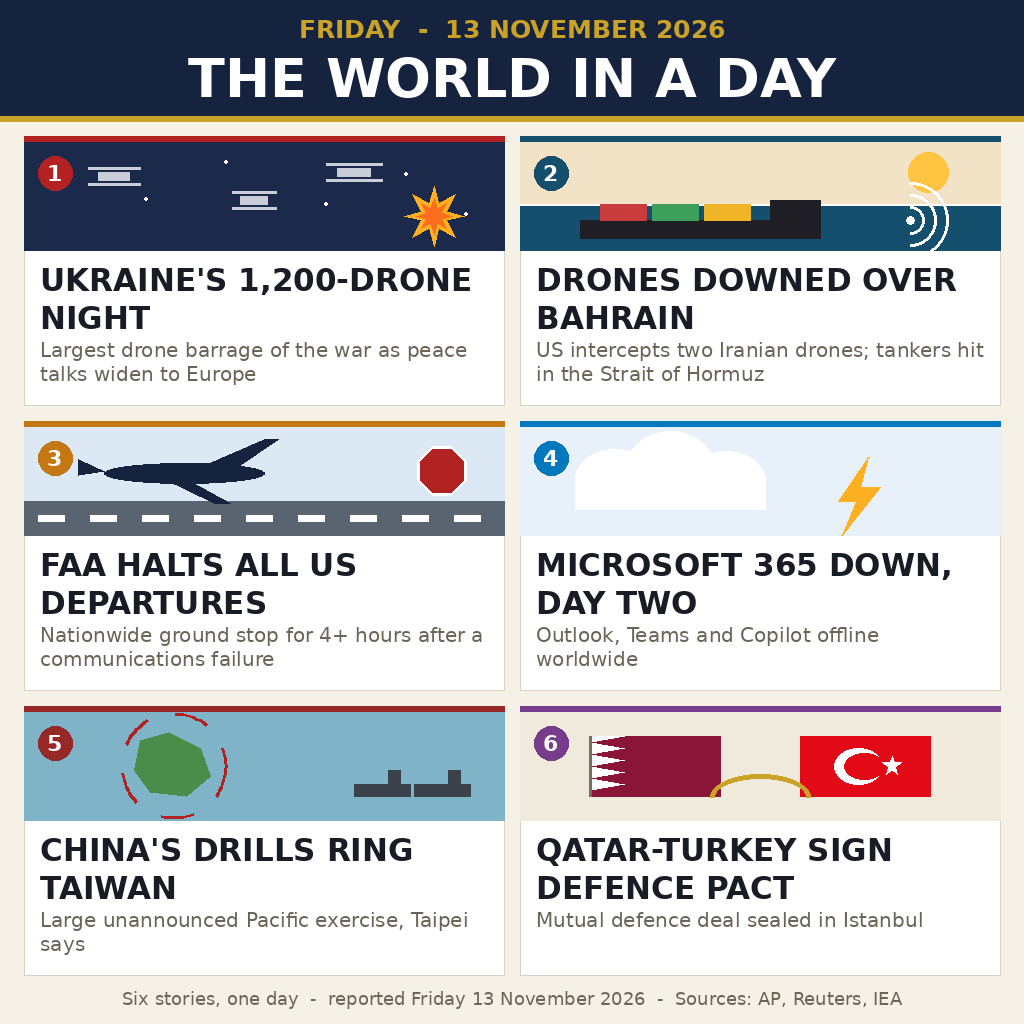 FRIDAY - 13 NOVEMBER 2026
THE WORLD IN A DAY
1
UKRAINE'S 1,200-DRONE
NIGHT
Largest drone barrage of the war as peace
talks widen to Europe
2
DRONES DOWNED OVER
BAHRAIN
US intercepts two Iranian drones; tankers hit
in the Strait of Hormuz
3
FAA HALTS ALL US
DEPARTURES
Nationwide ground stop for 4+ hours after a
communications failure
4
MICROSOFT 365 DOWN,
DAY TWO
Outlook, Teams and Copilot offline
worldwide
5
CHINA'S DRILLS RING
TAIWAN
Large unannounced Pacific exercise, Taipei
says
6
QATAR-TURKEY SIGN
DEFENCE PACT
Mutual defence deal sealed in Istanbul
Six stories, one day - reported Friday 13 November 2026 - Sources: AP, Reuters, IEA